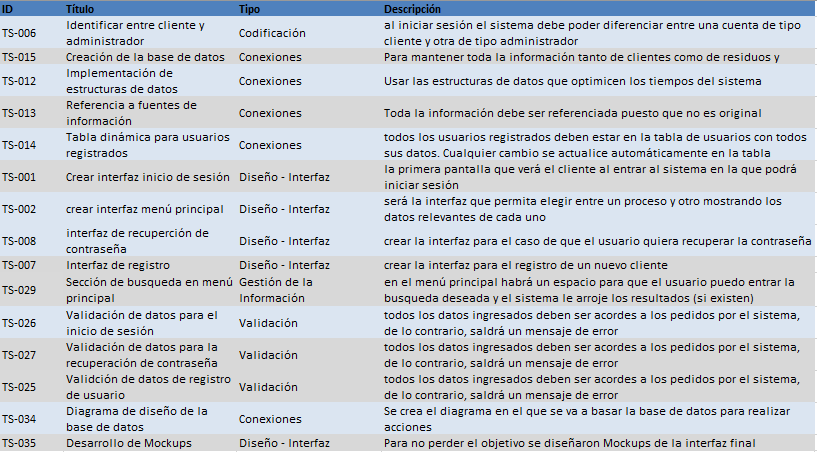 ID Título Tipo Descripción
TS-006 Identificar entre cliente y administrador Codificación al iniciar sesión el sistema debe poder diferenciar entre una cuenta de tipo cliente y otra de tipo administrador
TS-015 Creación de la base de datos Conexiones Para mantener toda la información tanto de clientes como de residuos y
TS-012 Implementación de estructuras de datos Conexiones Usar las estructuras de datos que optimicen los tiempos del sistema
TS-013 Referencia a fuentes de información Conexiones Toda la información debe ser referenciada puesto que no es original
TS-014 Tabla dinámica para usuarios registrados Conexiones todos los usuarios registrados deben estar en la tabla de usuarios con todos sus datos. Cualquier cambio se actualice automáticamente en la tabla
TS-001 Crear interfaz inicio de sesión Diseño - Interfaz la primera pantalla que verá el cliente al entrar al sistema en la que podrá iniciar sesión
TS-002 crear interfaz menú principal Diseño - Interfaz será la interfaz que permita elegir entre un proceso y otro mostrando los datos relevantes de cada uno
TS-008 interfaz de recuperción de contraseña Diseño - Interfaz crear la interfaz para el caso de que el usuario quiera recuperar la contraseña
TS-007 Interfaz de registro Diseño - Interfaz crear la interfaz para el registro de un nuevo cliente
TS-029 Sección de busqueda en menú principal Gestión de la Información en el menú principal habrá un espacio para que el usuario puedo entrar la busqueda deseada y el sistema le arroje los resultados (si existen)
TS-026 Validación de datos para el inicio de sesión Validación todos los datos ingresados deben ser acordes a los pedidos por el sistema, de lo contrario, saldrá un mensaje de error
TS-027 Validación de datos para la recuperación de contraseña Validación todos los datos ingresados deben ser acordes a los pedidos por el sistema, de lo contrario, saldrá un mensaje de error
TS-025 Validción de datos de registro de usuario Validación todos los datos ingresados deben ser acordes a los pedidos por el sistema, de lo contrario, saldrá un mensaje de error
TS-034 Diagrama de diseño de la base de datos Conexiones Se crea el diagrama en el que se va a basar la base de datos para realizar acciones
TS-035 Desarrollo de Mockups Diseño - Interfaz Para no perder el objetivo se diseñaron Mockups de la interfaz final